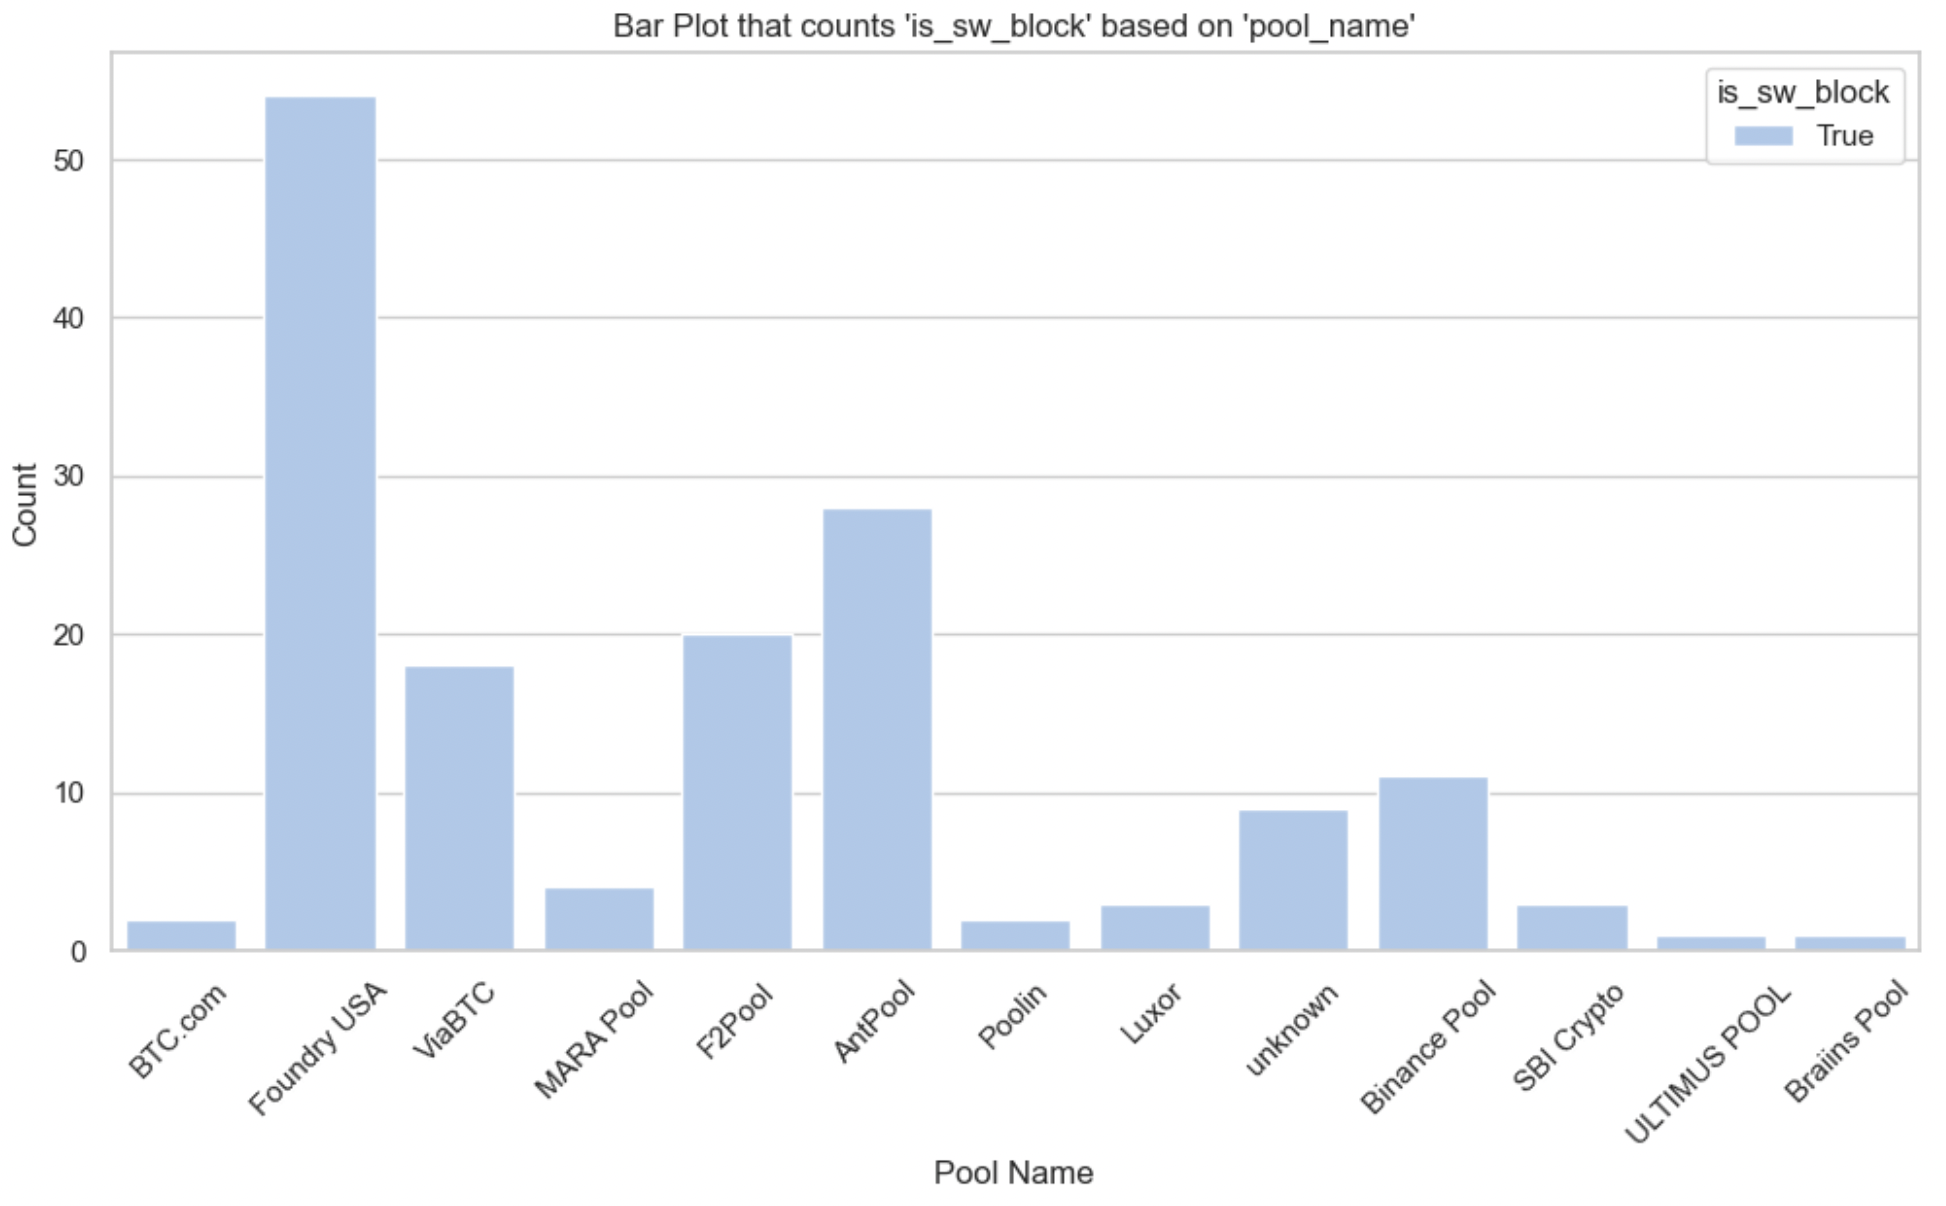 Bar Plot that counts 'is_sw_block' based on 'pool_name'
is_sw_block
True
50
40
30
20
10
0
Count
BTC.com
Foundry USA
ViaBTC
MARA Pool
F2Pool
AntPool
Poolin
Luxor
unknown
Binance Pool
SBI Crypto
ULTIMUS POOL
Braiins Pool
Pool Name